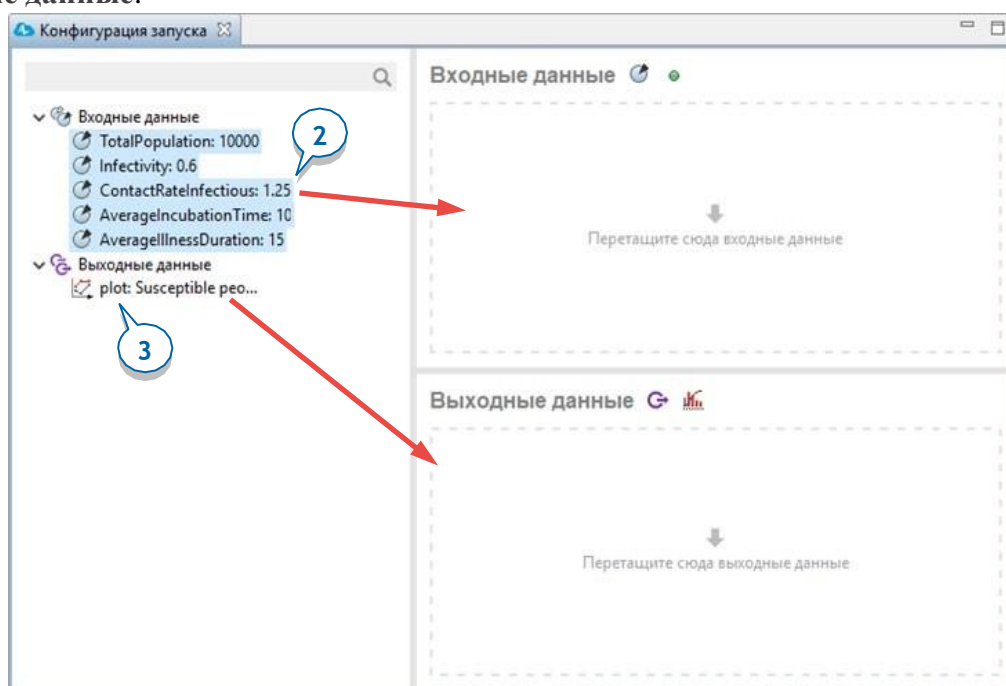 е данные.
Конфигурация запуска
Входные данные
TotalPopulation: 10000
Infectivity: 0.6
ContactRateInfectious: 1.25
AverageIncubationTime: 10
AverageIllnessDuration: 15
Выходные данные
plot: Susceptible peo...
2
3
Входные данные
Перетащите сюда входные данные
Выходные данные
Перетащите сюда выходные данные